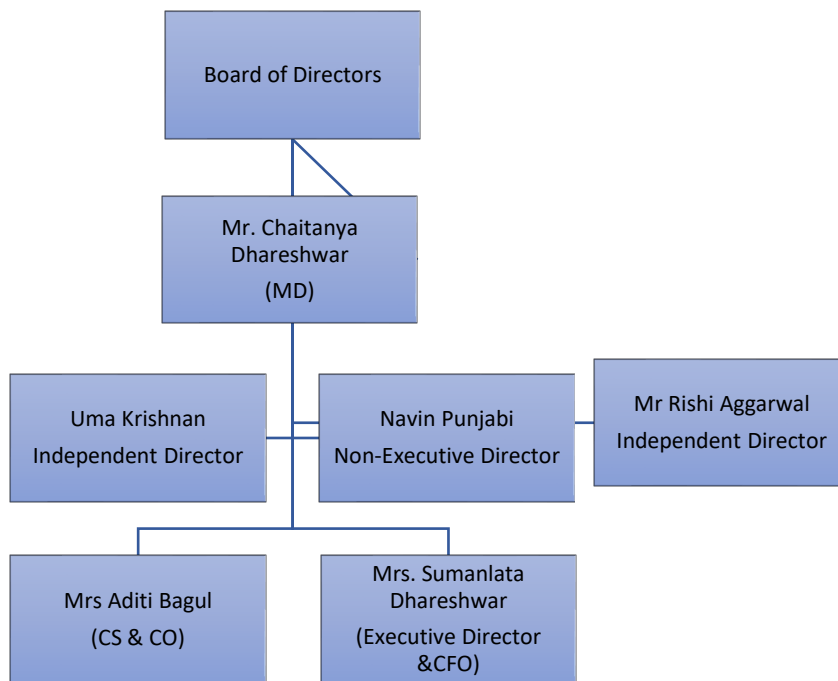 Board of Directors
Mr. Chaitanya
Dhareshwar
(MD)
Uma Krishnan
Independent Director
Navin Punjabi
Non-Executive Director
Mr Rishi Aggarwal
Independent Director
Mrs Aditi Bagul
(CS & CO)
Mrs. Sumanlata
Dhareshwar
(Executive Director
&CFO)